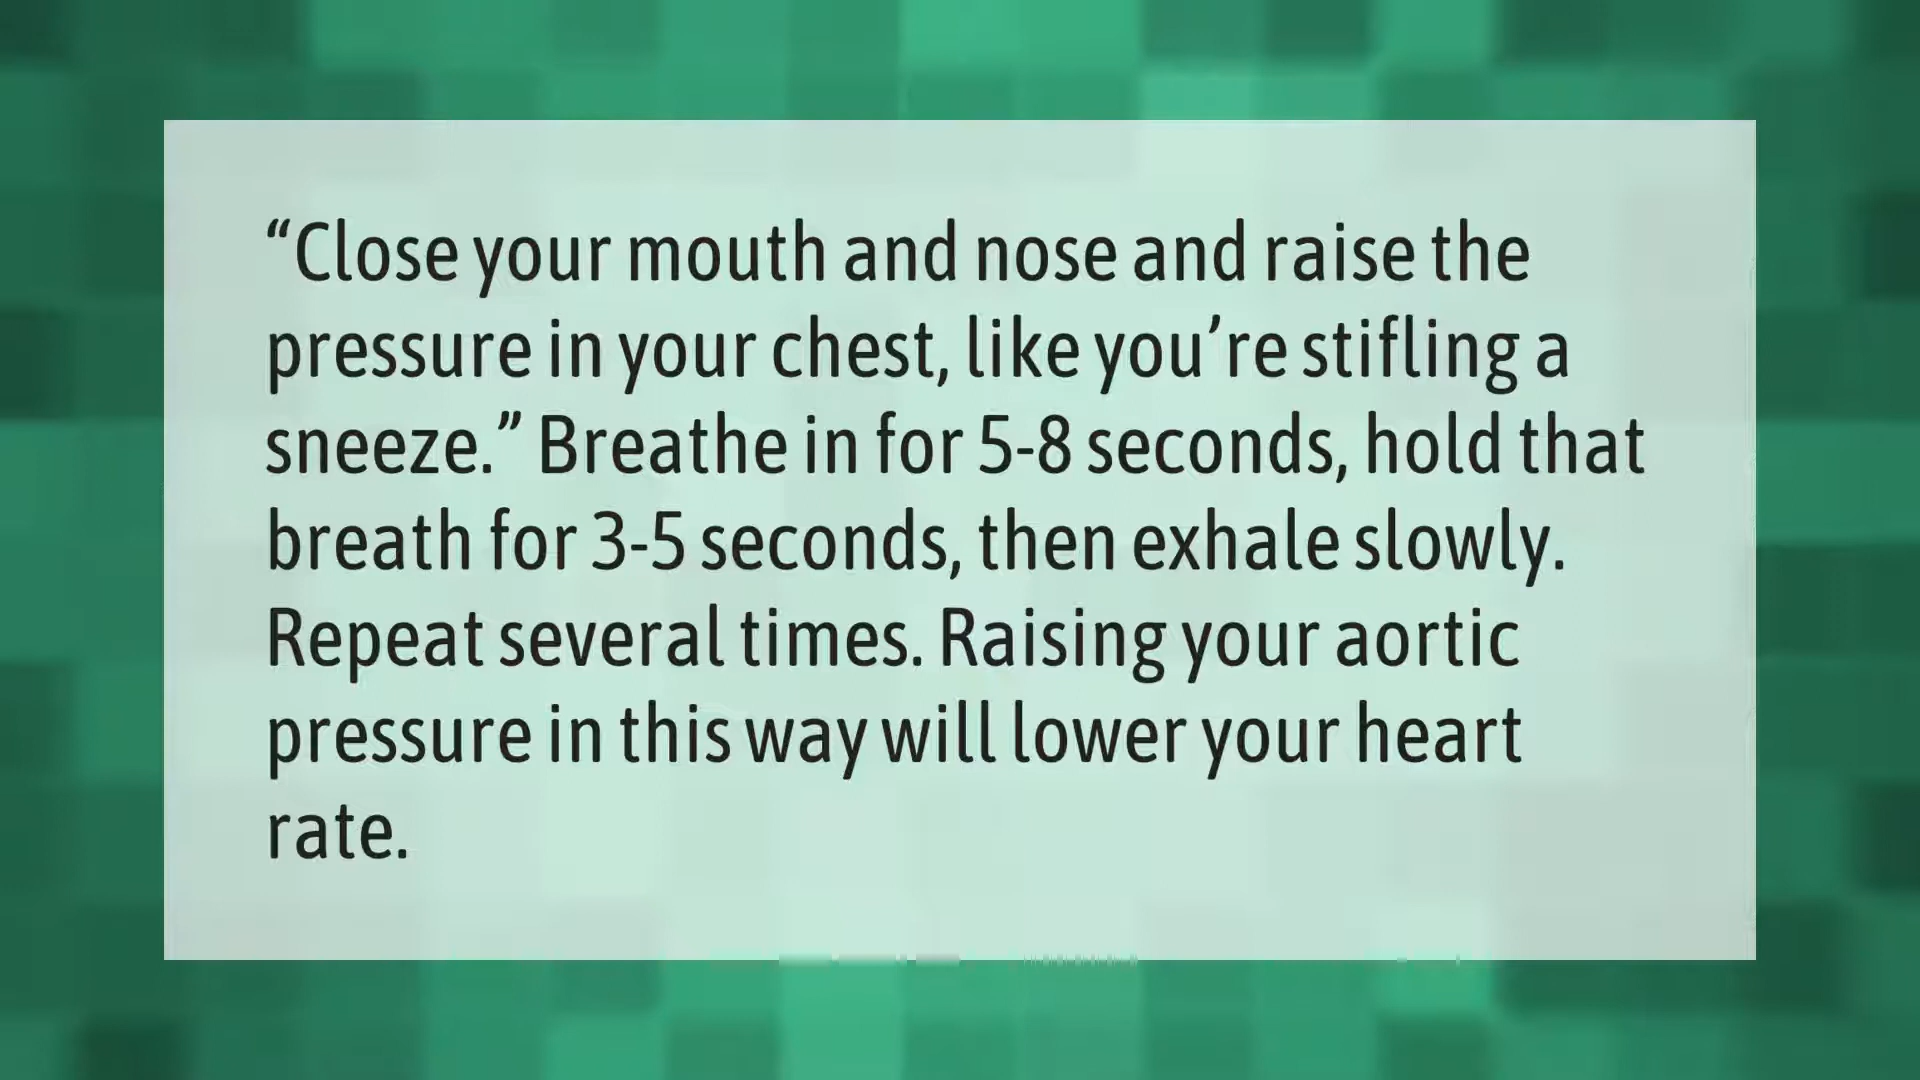 “Close your mouth and nose and raise the
pressure in your chest, like you’re stifling a
sneeze.” Breathe in for 5-8 seconds, hold that
breath for 3-5 seconds, then exhale slowly.
Repeat several times. Raising your aortic
pressure in this way will lower your heart
rate.